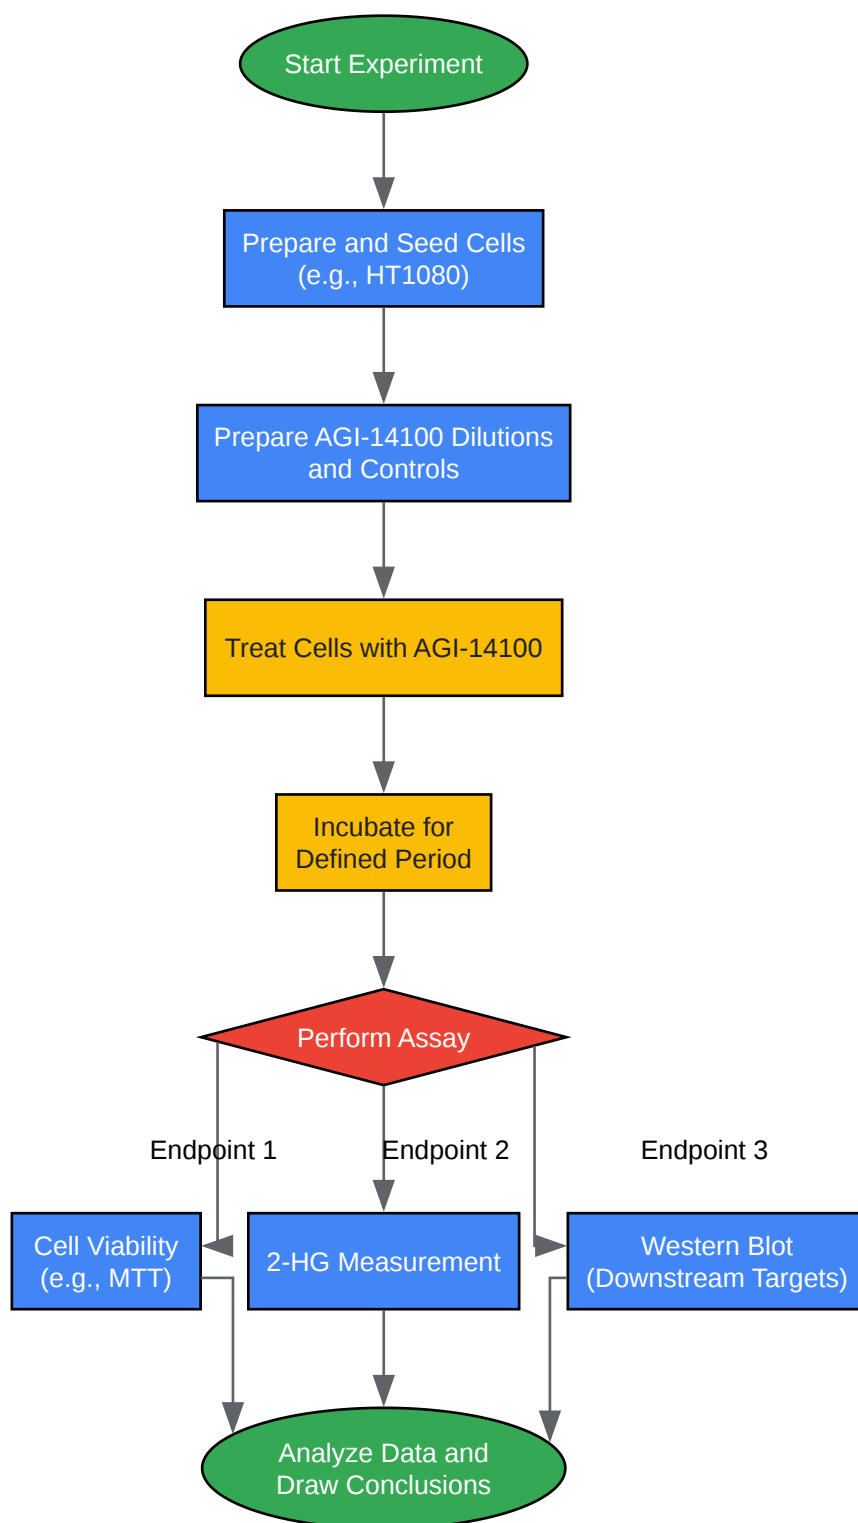 Start Experiment
Prepare and Seed Cells
(e.g., HT1080)
Prepare AGI-14100 Dilutions
and Controls
Treat Cells with AGI-14100
Incubate for
Defined Period
Perform Assay
Endpoint 1
Endpoint 2
Endpoint 3
Cell Viability
(e.g., MTT)
2-HG Measurement
Western Blot
(Downstream Targets)
Analyze Data and
Draw Conclusions